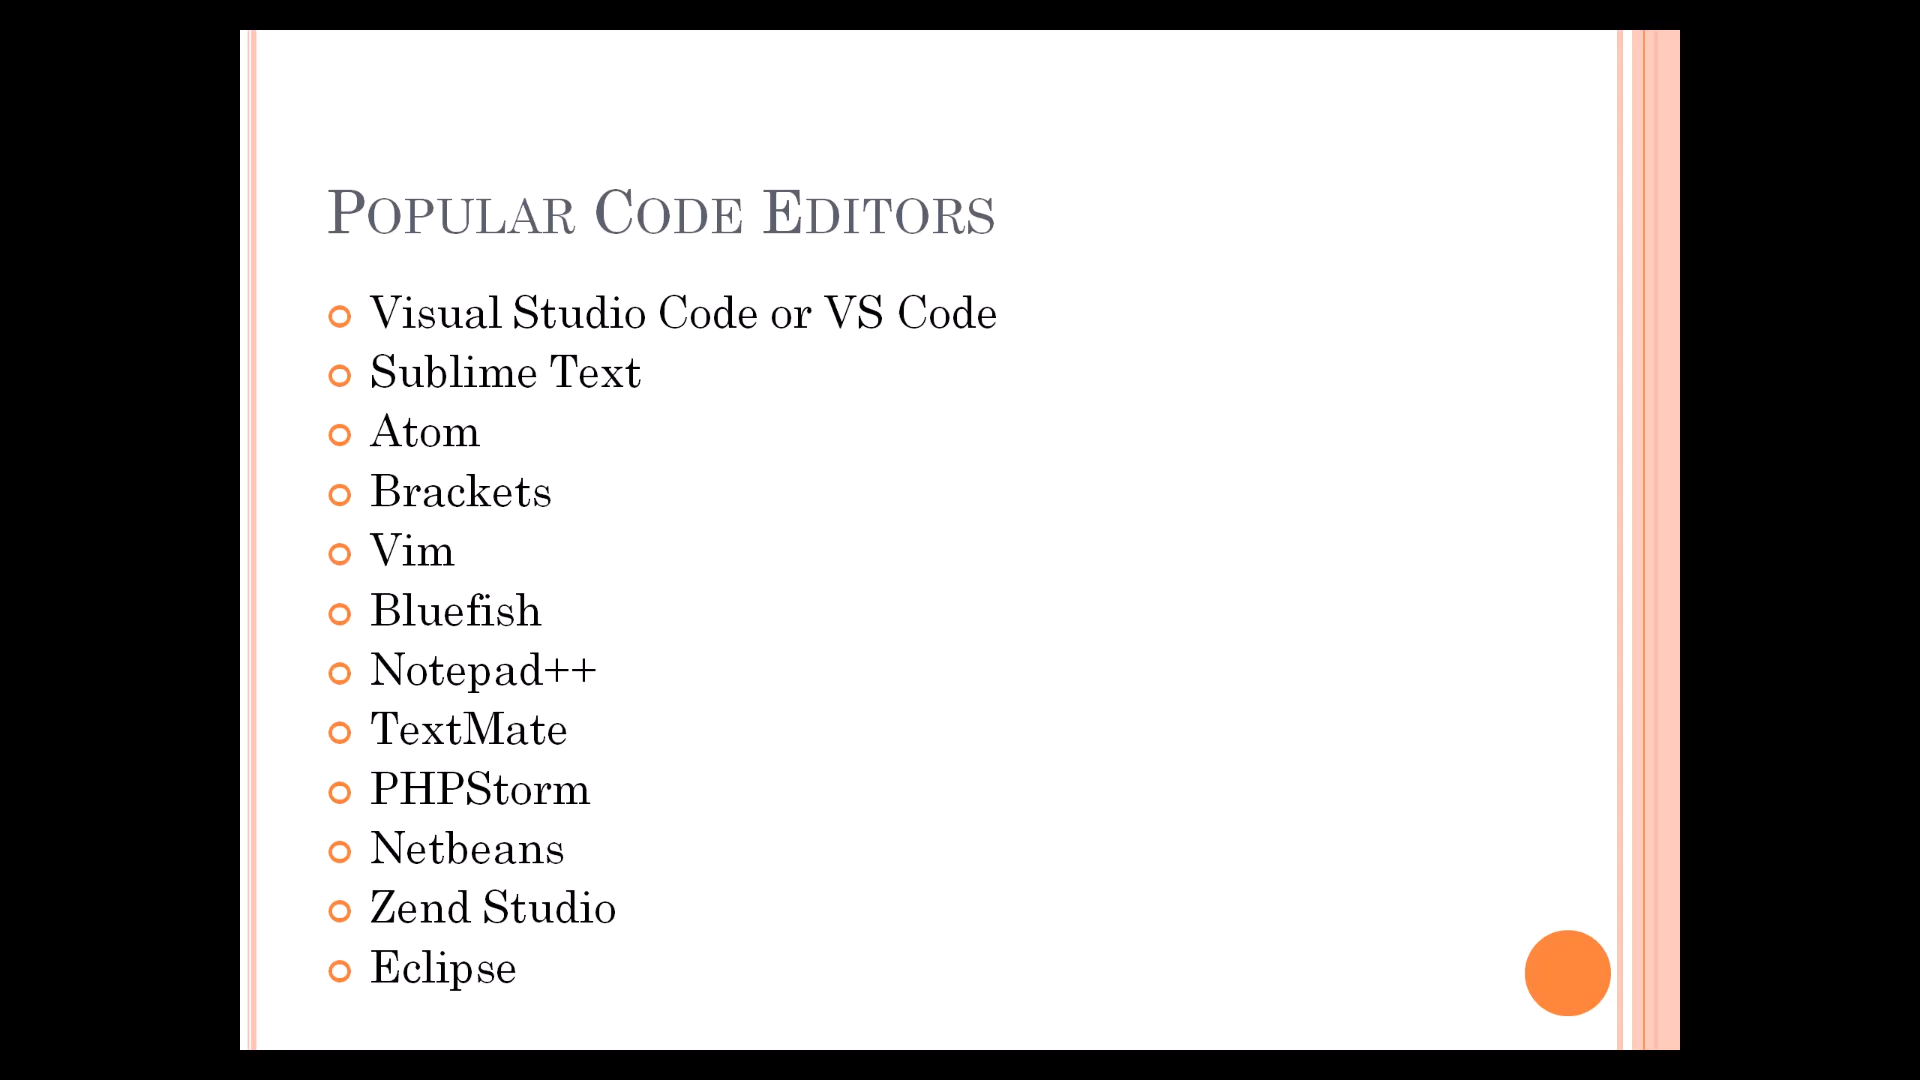 Popular Code Editors
Visual Studio Code or VS Code
Sublime Text
Atom
Brackets
Vim
Bluefish
Notepad++
TextMate
PHPStorm
Netbeans
Zend Studio
Eclipse